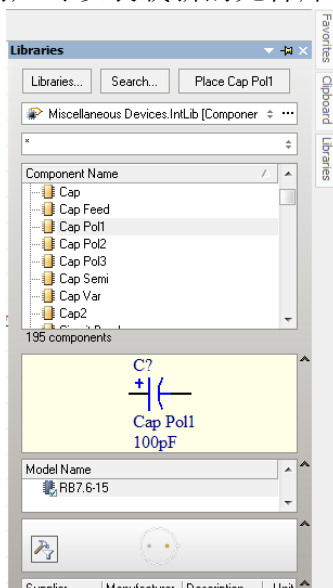 Libraries
Libraries...
Search...
Place Cap Pol1
Miscellaneous Devices.IntLib [Componer
*
Component Name
Cap
Cap Feed
Cap Pol1
Cap Pol2
Cap Pol3
Cap Semi
Cap Var
Cap2
195 components
C?
+
Cap Pol1
100pF
Model Name
RB7.6-15
Supplier
Manufacturer
Description
Unit
Favorites
Clipboard
Libraries